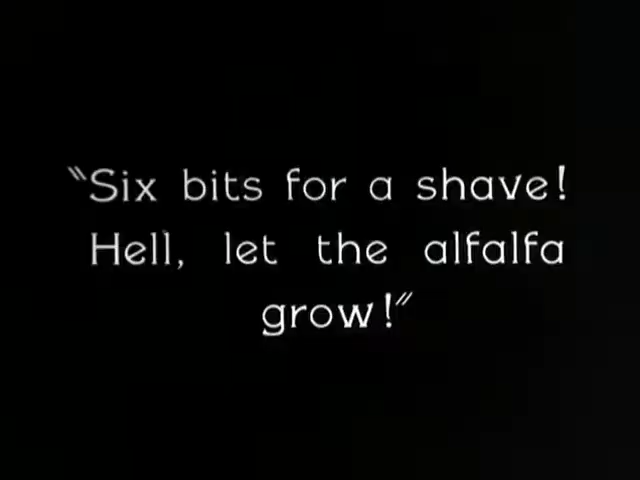 “Six bits for a shave!
Hell, let the alfalfa
grow!”